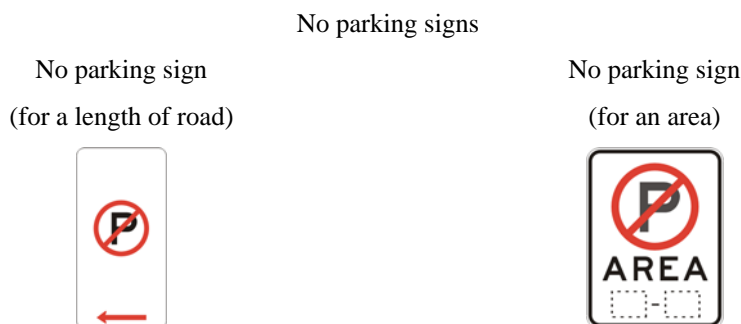 No parking signs
No parking sign
(for a length of road)
No parking sign
(for an area)
P
P
AREA
-